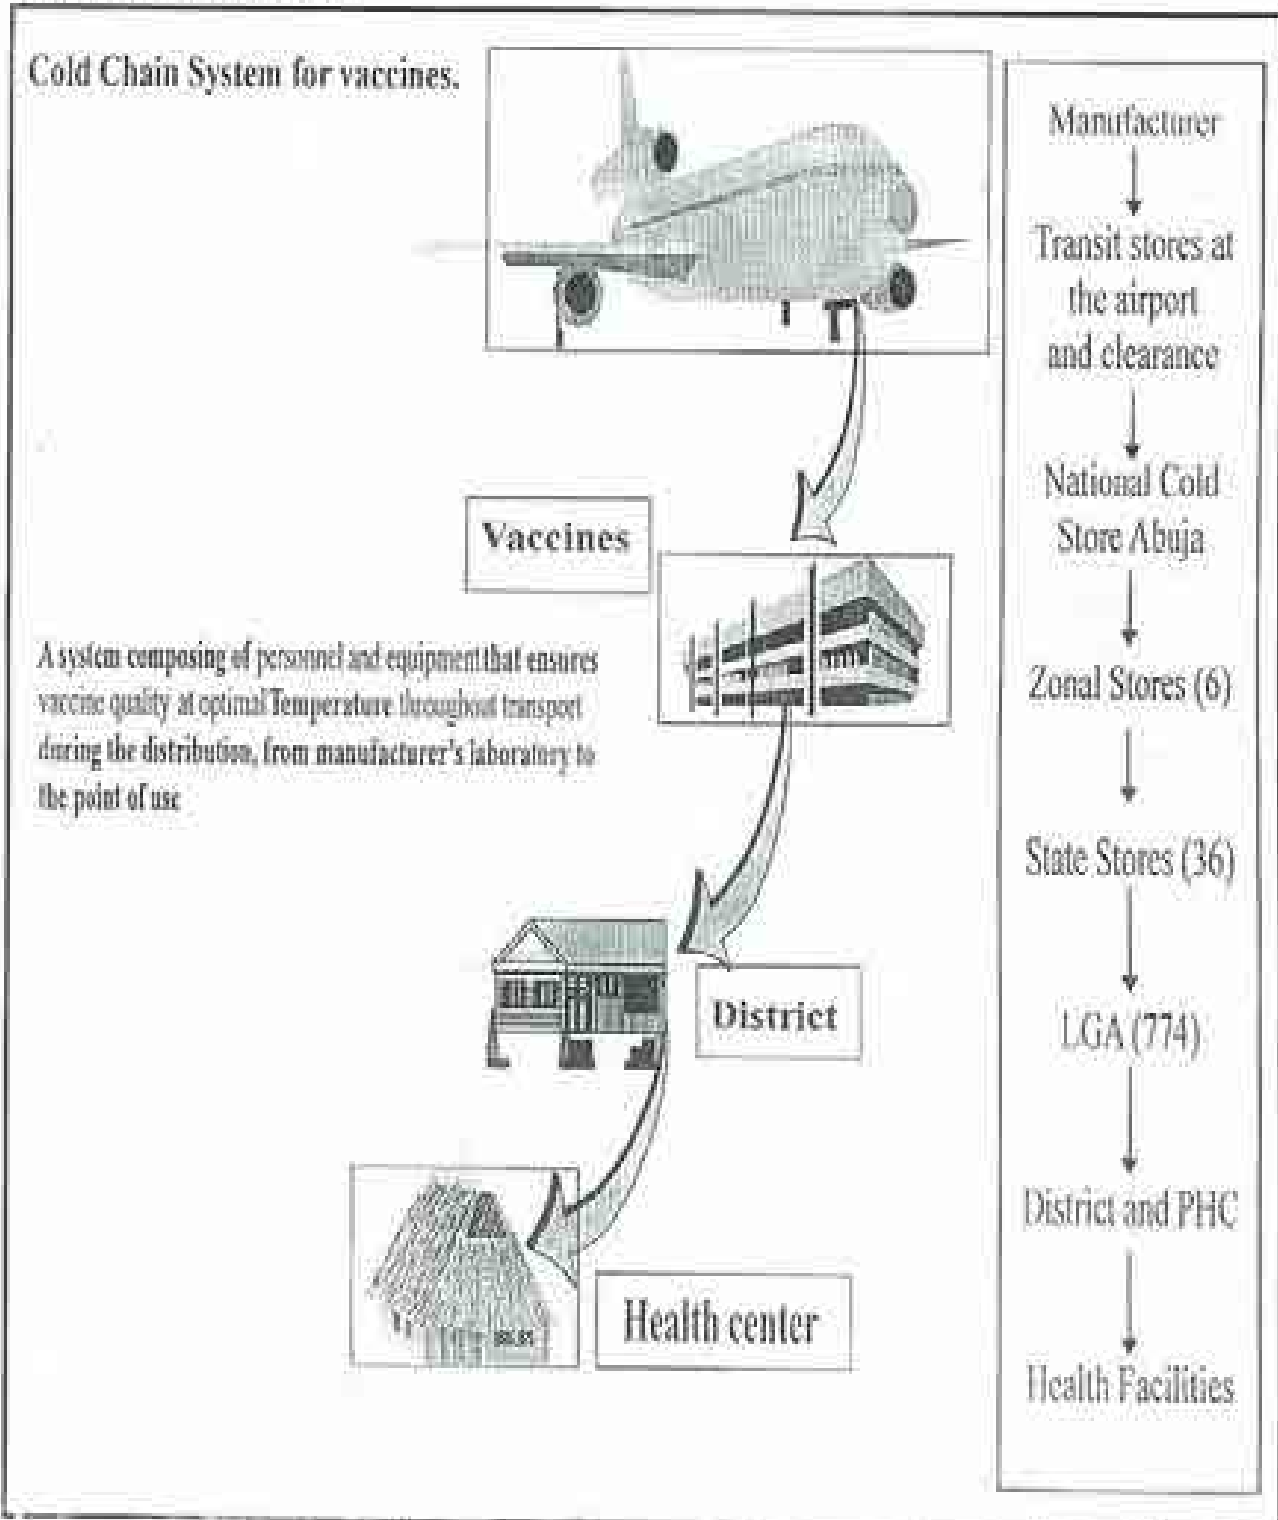 Cold Chain System for vaccines.
Vaccines
A system composing of personnel and equipment that ensures
vaccine quality at optimal Temperature throughout transport
during the distribution, from manufacturer's laboratory to
the point of use
District
Health center
Manufacturer
Transit stores at
the airport
and clearance
National Cold
Store Abuja
Zonal Stores (6)
State Stores (36)
LGA (774)
District and PHC
Health Facilities